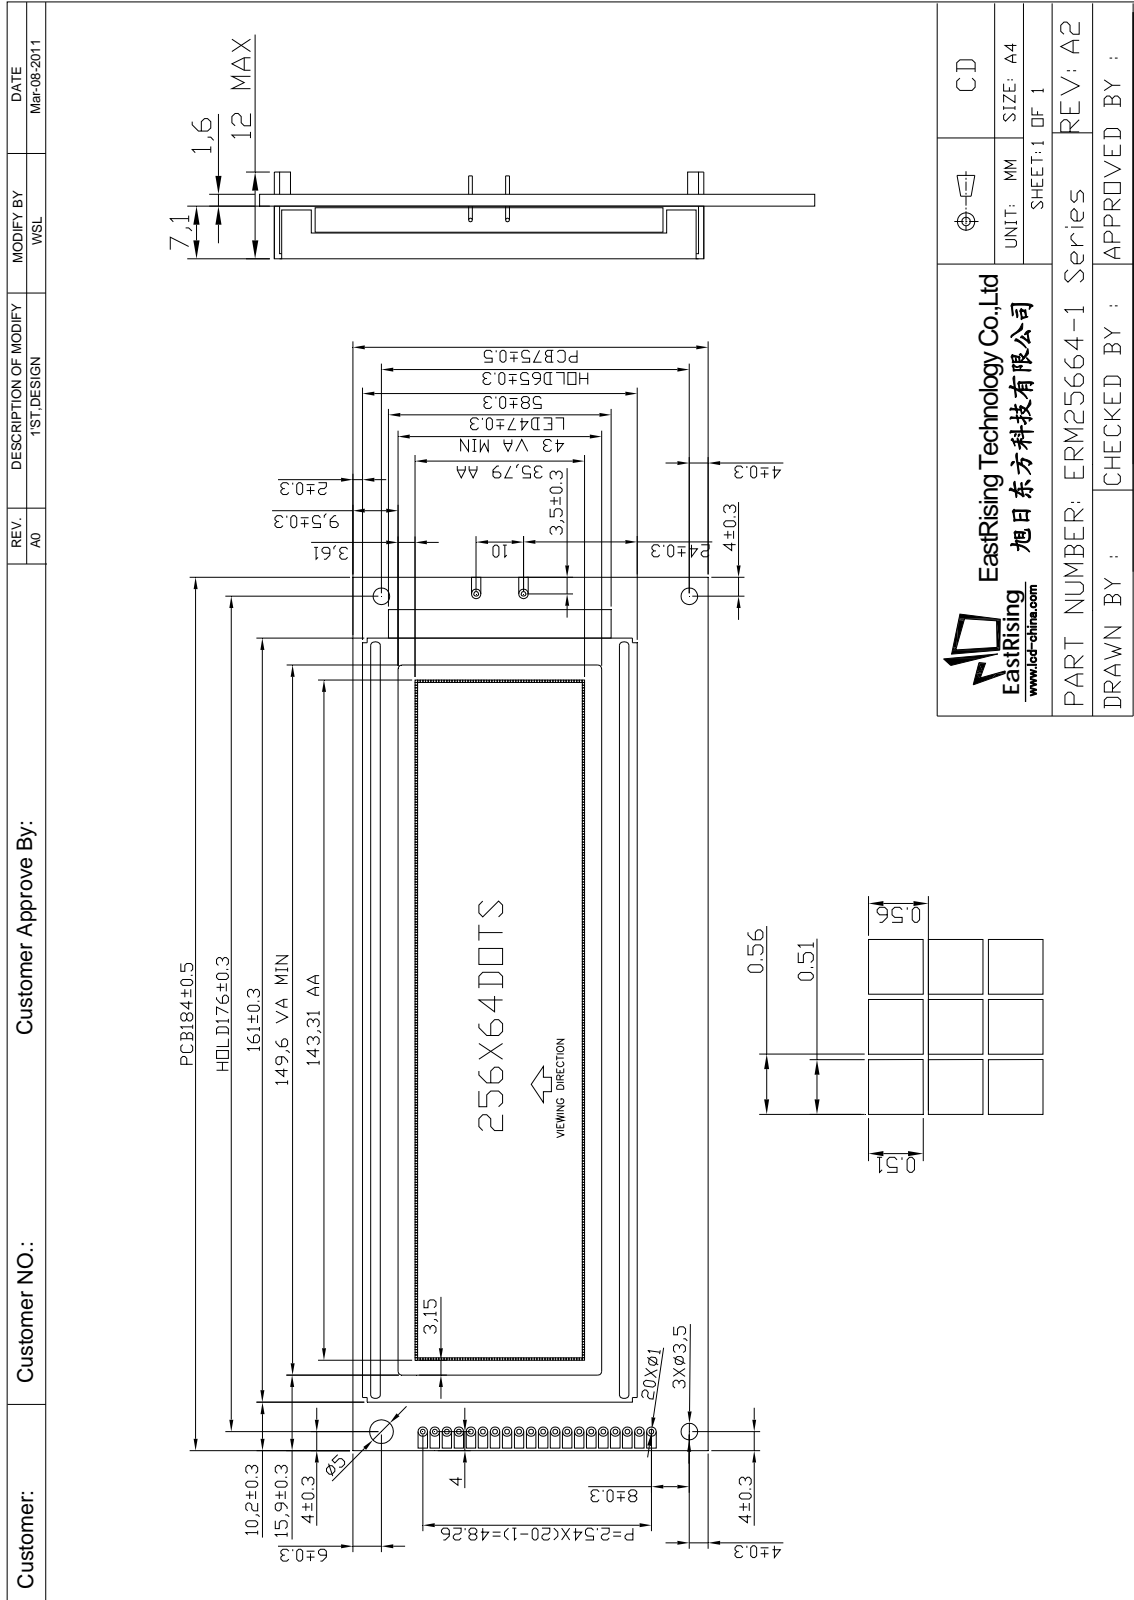 Customer:
Customer NO.:
Customer Approve By:
REV.
DESCRIPTION OF MODIFY
MODIFY BY
DATE
A0
1'ST,DESIGN
WSL
Mar-08-2011
PCB184±0.5
HOLD176±0.3
161±0.3
149,6 VA MIN
143,31 AA
10,2±0.3
15,9±0.3
4±0.3
6±0.3
Ø5
P=2.54X(20-1)=48.26
4
3,15
20XØ1
3XØ3,5
8±0.3
4±0.3
4±0.3
256X64DOTS
VIEWING DIRECTION
2±0.3
9,5±0.3
3,61
PCB75±0.5
HOLD65±0.3
58±0.3
LED47±0.3
43 VA MIN
35,79 AA
3,5±0.3
10
24±0.3
4±0.3
4±0.3
7,1
1,6
12 MAX
0.56
0.51
0.56
0.51
EastRising
www.lcd-china.com
EastRising Technology Co.,Ltd
旭日东方科技有限公司
CD
UNIT: MM
SIZE: A4
SHEET:1 OF 1
PART NUMBER: ERM25664-1 Series
REV: A2
DRAWN BY :
CHECKED BY :
APPROVED BY :